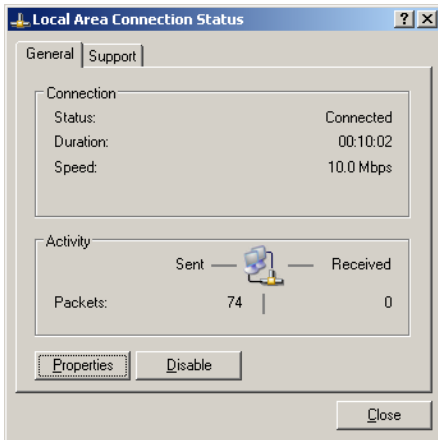 Local Area Connection Status
General Support
Connection
Status: Connected
Duration: 00:10:02
Speed: 10.0 Mbps
Activity
Sent Received
Packets: 74 0
Properties Disable
Close